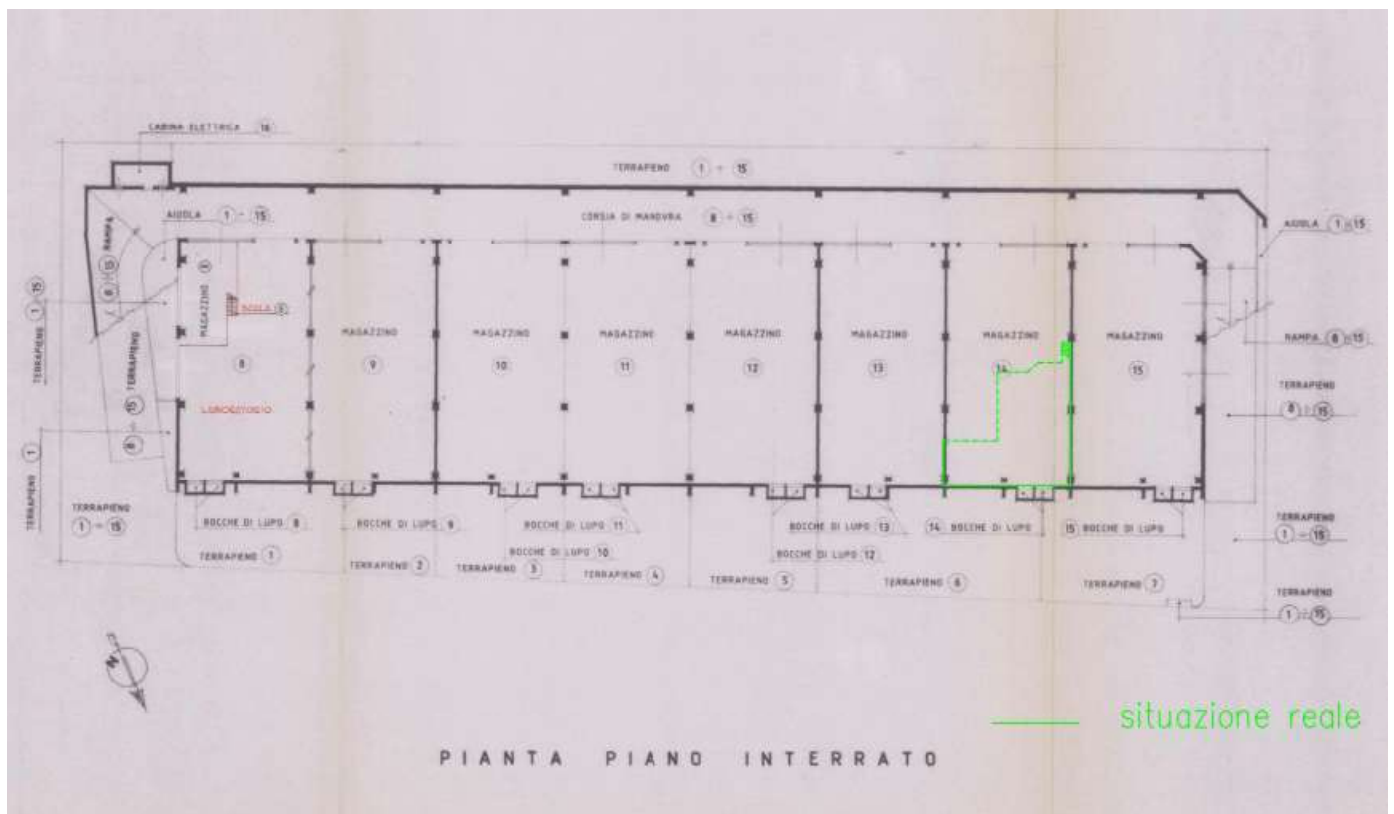 CABINA ELETTRICA 16
TERRAPIENO 1 ÷ 15
AIUOLA 1 ÷ 15
CORSIA DI MANOVRA 8 ÷ 15
AIUOLA 1 ÷ 15
RAMPA 8 ÷ 15
MAGAZZINO
TERRAPIENO 1 ÷ 15
TERRAPIENO 8 ÷ 15
MAGAZZINO 9
MAGAZZINO 10
MAGAZZINO 11
MAGAZZINO 12
MAGAZZINO 13
MAGAZZINO 14
MAGAZZINO 15
8
RAMPA 8 ÷ 15
TERRAPIENO 8 ÷ 15
TERRAPIENO 1
TERRAPIENO 1 ÷ 15
BOCCHE DI LUPO 8
BOCCHE DI LUPO 9
BOCCHE DI LUPO 11
BOCCHE DI LUPO 13
14 BOCCHE DI LUPO
15 BOCCHE DI LUPO
TERRAPIENO 1 ÷ 15
BOCCHE DI LUPO 10
BOCCHE DI LUPO 12
TERRAPIENO 1
TERRAPIENO 2
TERRAPIENO 3
TERRAPIENO 4
TERRAPIENO 5
TERRAPIENO 6
TERRAPIENO 7
TERRAPIENO 1 ÷ 15
N
situazione reale
PIANTA PIANO INTERRATO